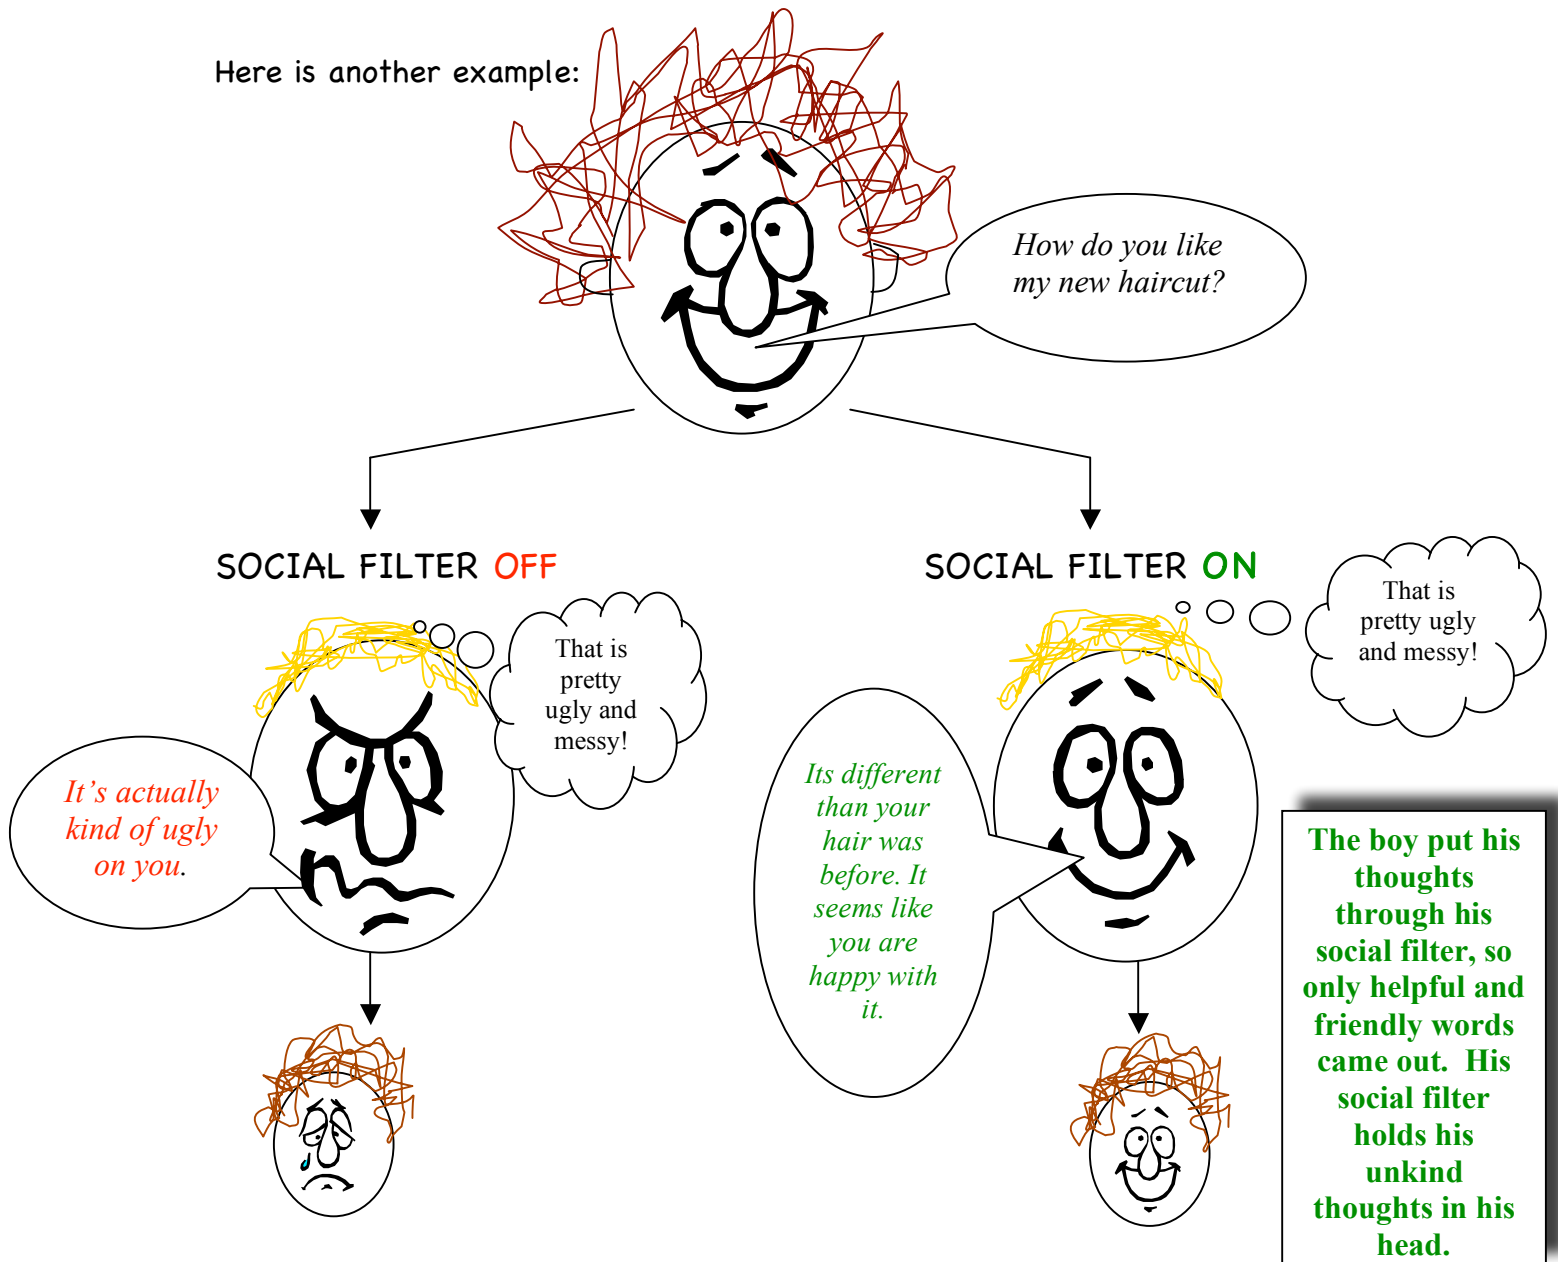 Here is another example:
How do you like
my new haircut?
SOCIAL FILTER OFF
That is
pretty
ugly and
messy!
It's actually
kind of ugly
on you.
SOCIAL FILTER ON
That is
pretty ugly
and messy!
Its different
than your
hair was
before. It
seems like
you are
happy with
it.
The boy put his
thoughts
through his
social filter, so
only helpful and
friendly words
came out.  His
social filter
holds his
unkind
thoughts in his
head.